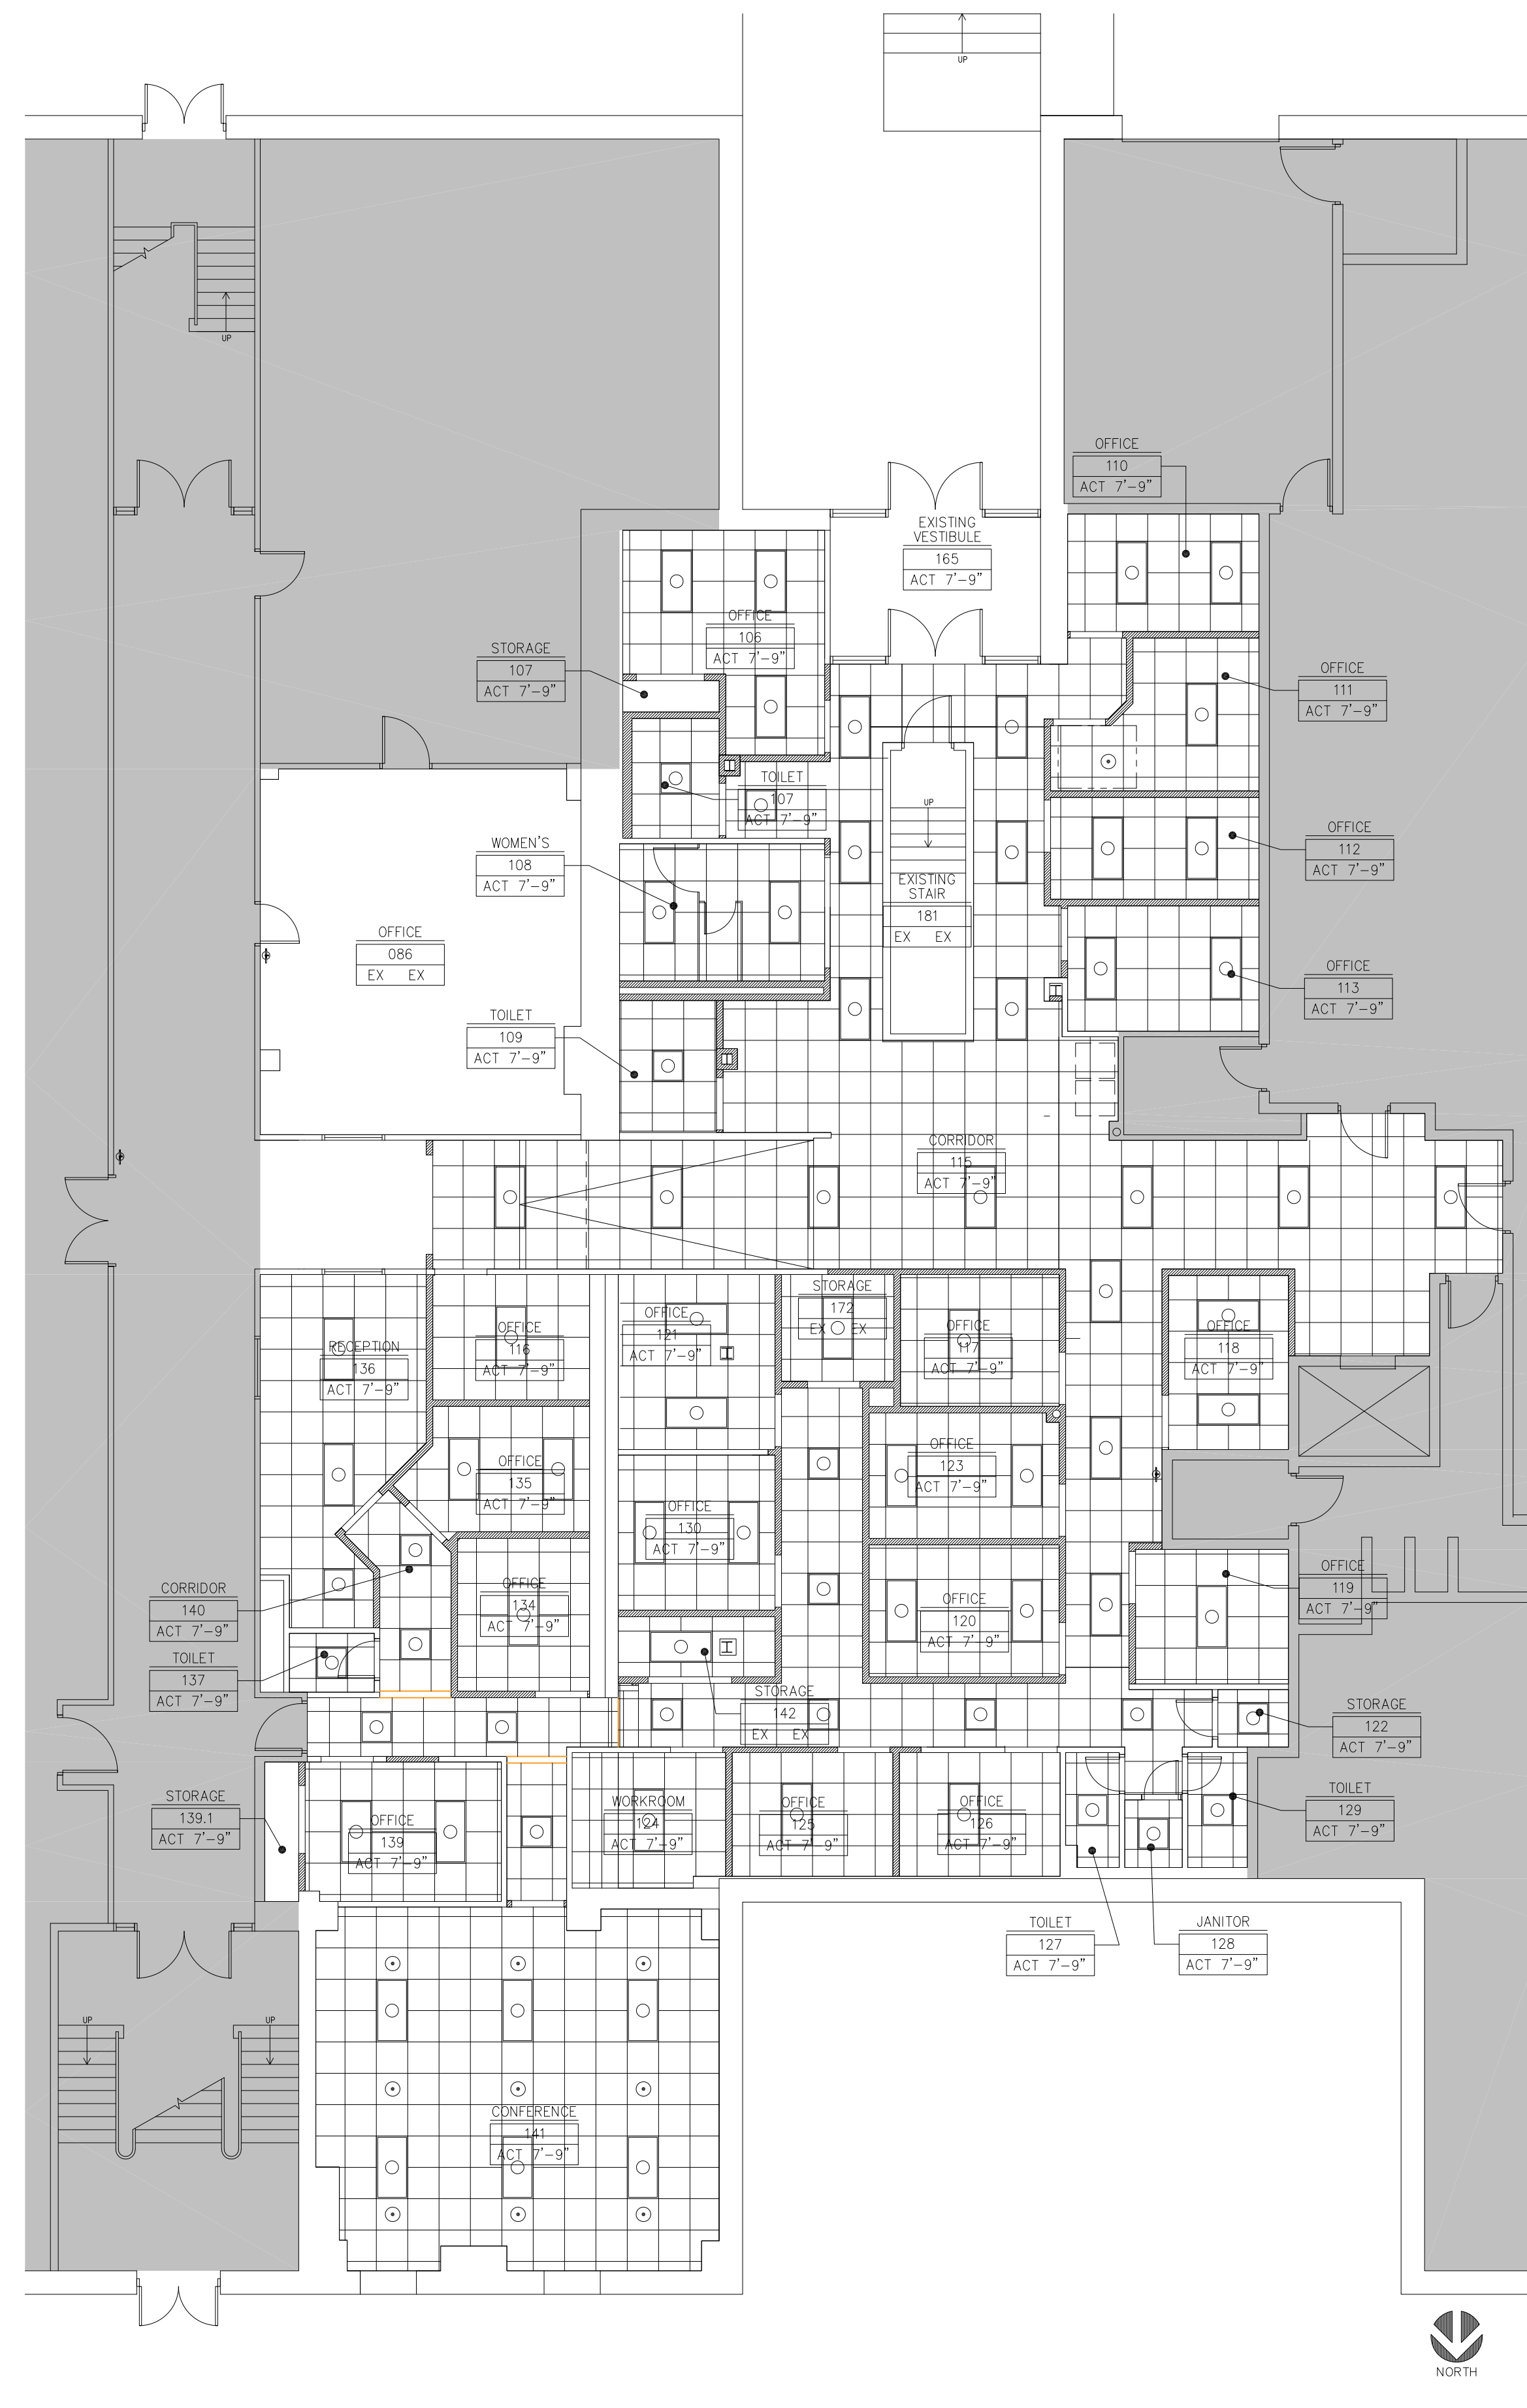 UP
UP
OFFICE
110
ACT 7'-9"
EXISTING
VESTIBULE
165
ACT 7'-9"
OFFICE
106
ACT 7'-9"
STORAGE
107
ACT 7'-9"
OFFICE
111
ACT 7'-9"
TOILET
107
ACT 7'-9"
UP
OFFICE
112
ACT 7'-9"
WOMEN'S
108
ACT 7'-9"
EXISTING
STAIR
181
EX EX
OFFICE
086
EX EX
OFFICE
113
ACT 7'-9"
TOILET
109
ACT 7'-9"
CORRIDOR
115
ACT 7'-9"
STORAGE
172
EX EX
OFFICE
121
ACT 7'-9"
OFFICE
116
ACT 7'-9"
OFFICE
117
ACT 7'-9"
OFFICE
118
ACT 7'-9"
RECEPTION
136
ACT 7'-9"
OFFICE
123
ACT 7'-9"
OFFICE
135
ACT 7'-9"
OFFICE
130
ACT 7'-9"
OFFICE
119
ACT 7'-9"
OFFICE
134
ACT 7'-9"
CORRIDOR
140
ACT 7'-9"
OFFICE
120
ACT 7'-9"
TOILET
137
ACT 7'-9"
STORAGE
142
EX EX
STORAGE
122
ACT 7'-9"
TOILET
129
ACT 7'-9"
STORAGE
139.1
ACT 7'-9"
WORKROOM
124
ACT 7'-9"
OFFICE
125
ACT 7'-9"
OFFICE
126
ACT 7'-9"
OFFICE
139
ACT 7'-9"
TOILET
127
ACT 7'-9"
JANITOR
128
ACT 7'-9"
UP
UP
CONFERENCE
141
ACT 7'-9"
NORTH